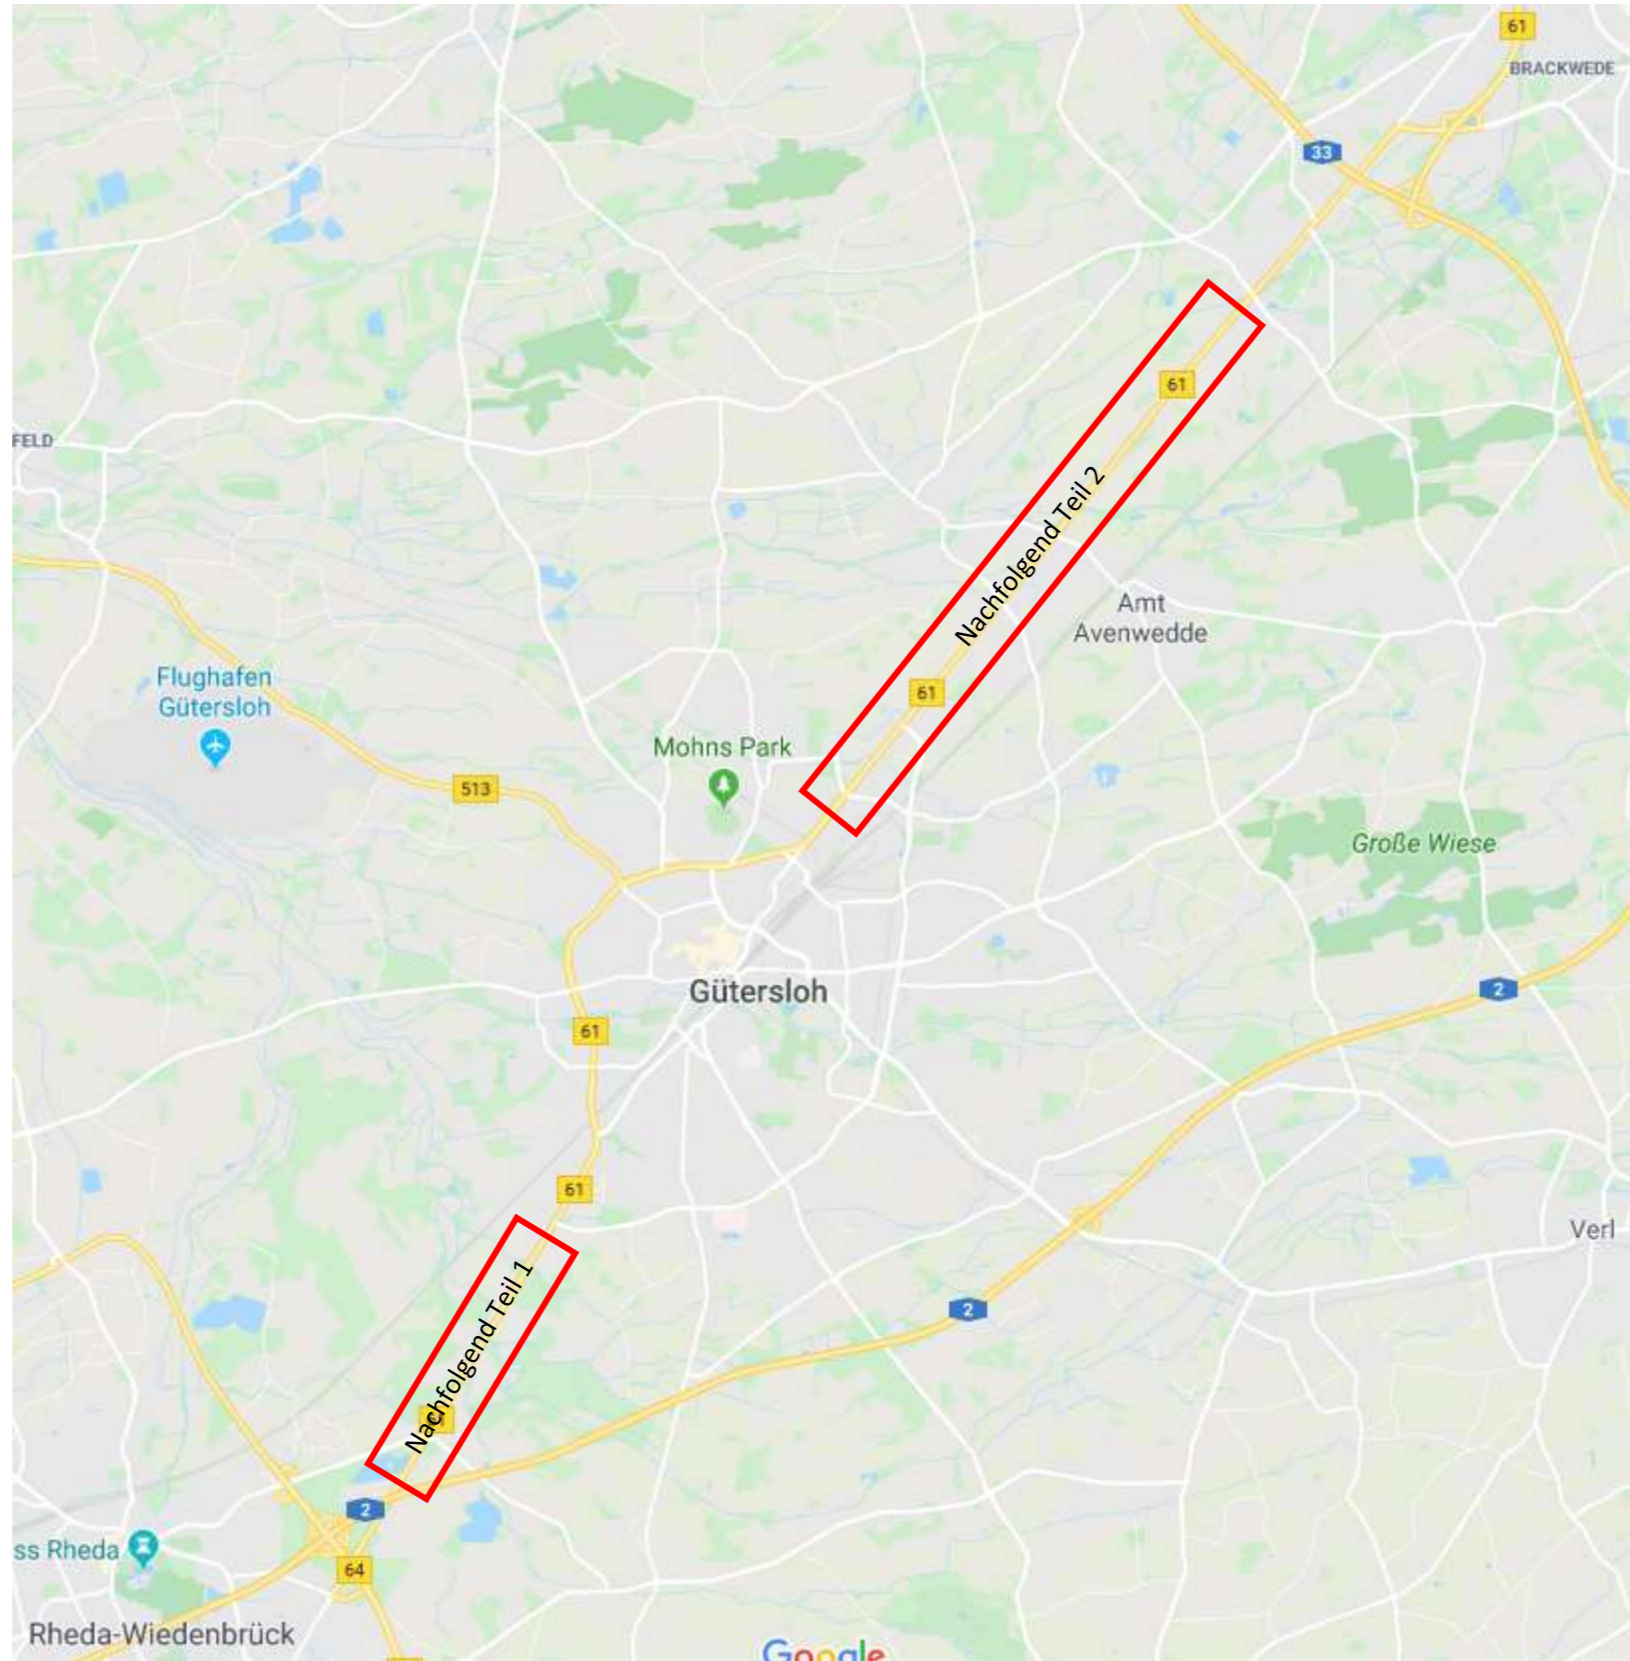 61
BRACKWEDE
33
61
Nachfolgend Teil 2
FELD
Amt
Avenwedde
Flughafen
Gütersloh
61
Mohns Park
513
Große Wiese
Gütersloh
2
61
61
Verl
Nachfolgend Teil 1
2
2
ss Rheda
64
Rheda-Wiedenbrück
Google